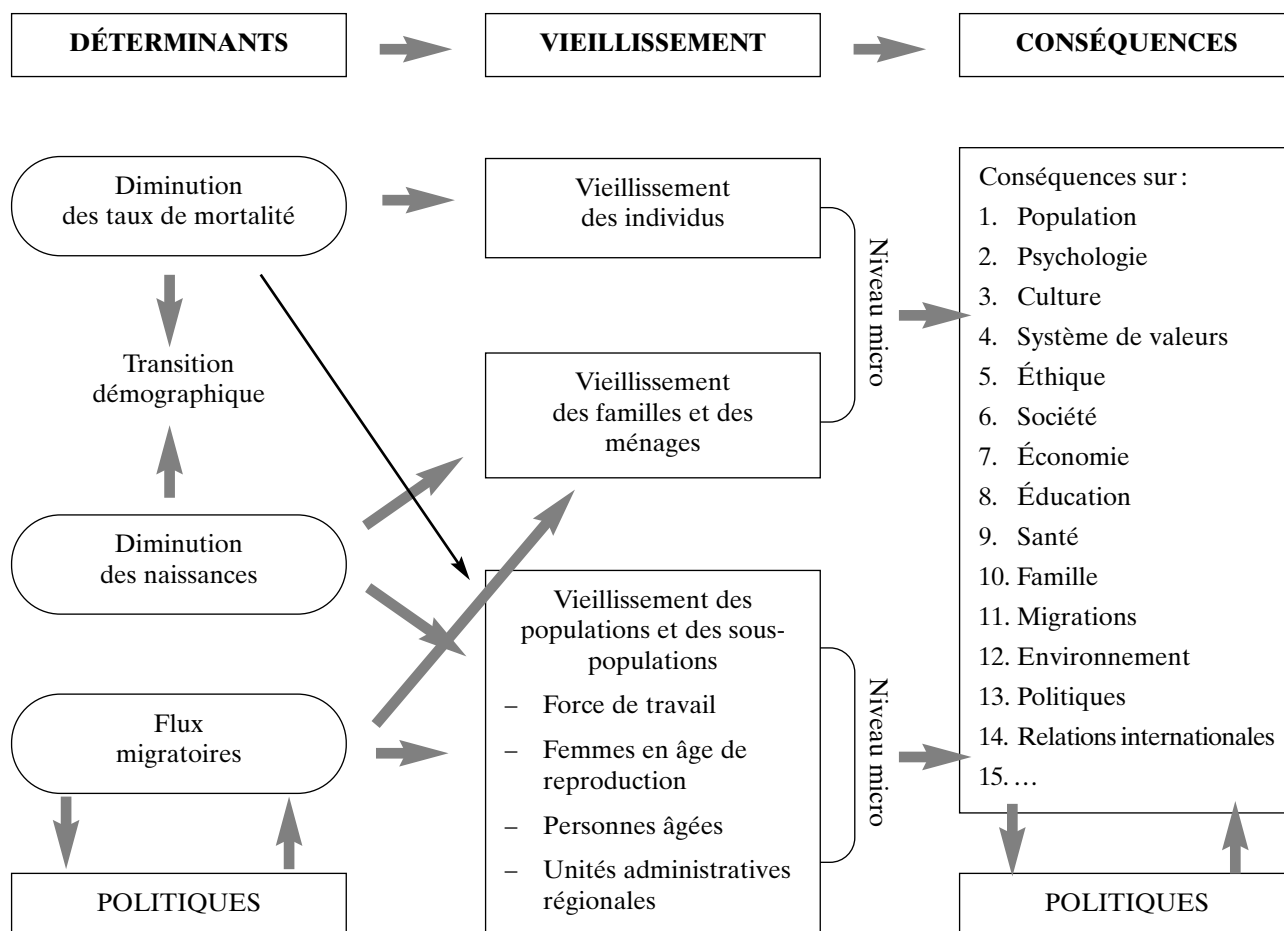 DÉTERMINANTS
VIEILLISSEMENT
CONSÉQUENCES
Diminution
des taux de mortalité
Transition
démographique
Diminution
des naissances
Flux
migratoires
POLITIQUES
Vieillissement
des individus
Vieillissement
des familles et des
ménages
Niveau micro
Vieillissement des
populations et des sous-
populations
– Force de travail
– Femmes en âge de
reproduction
– Personnes âgées
– Unités administratives
régionales
Niveau micro
Conséquences sur :
1. Population
2. Psychologie
3. Culture
4. Système de valeurs
5. Éthique
6. Société
7. Économie
8. Éducation
9. Santé
10. Famille
11. Migrations
12. Environnement
13. Politiques
14. Relations internationales
15. …
POLITIQUES